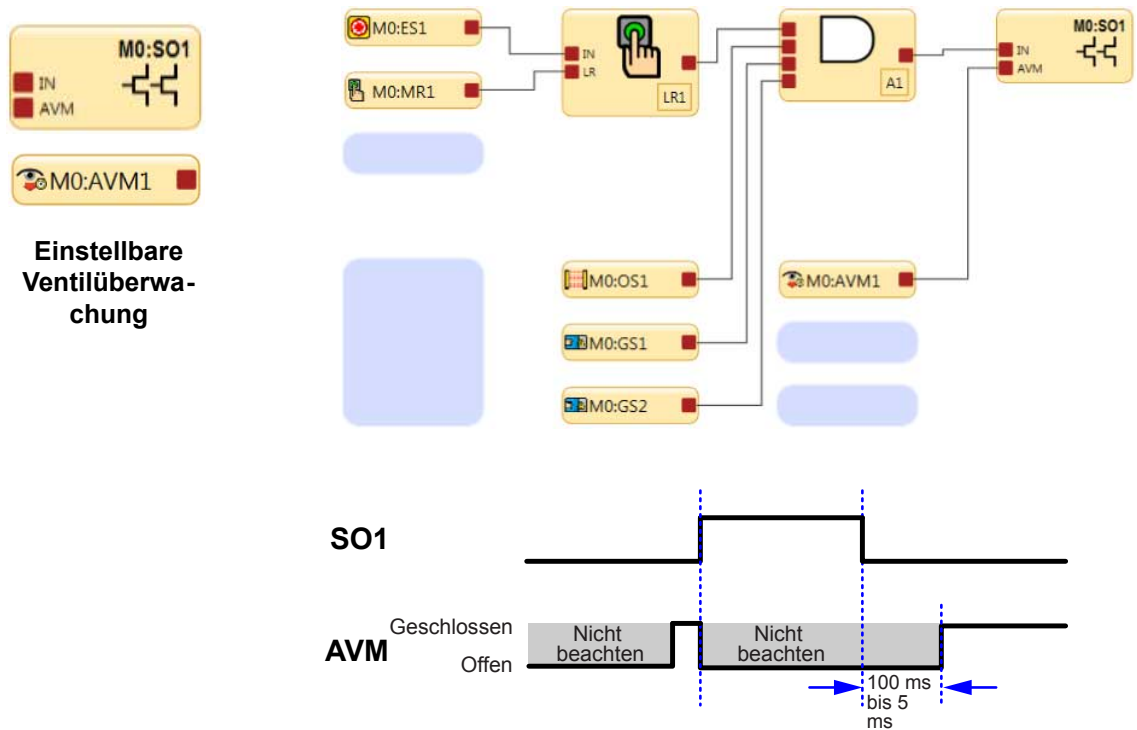 M0:SO1
IN
AVM
M0:AVM1
Einstellbare
Ventilüberwa-
chung
M0:ES1
M0:MR1
IN
LR
LR1
A1
M0:SO1
IN
AVM
M0:OS1
M0:GS1
M0:GS2
M0:AVM1
SO1
AVM
Geschlossen
Offen
Nicht
beachten
Nicht
beachten
100 ms
bis 5
ms